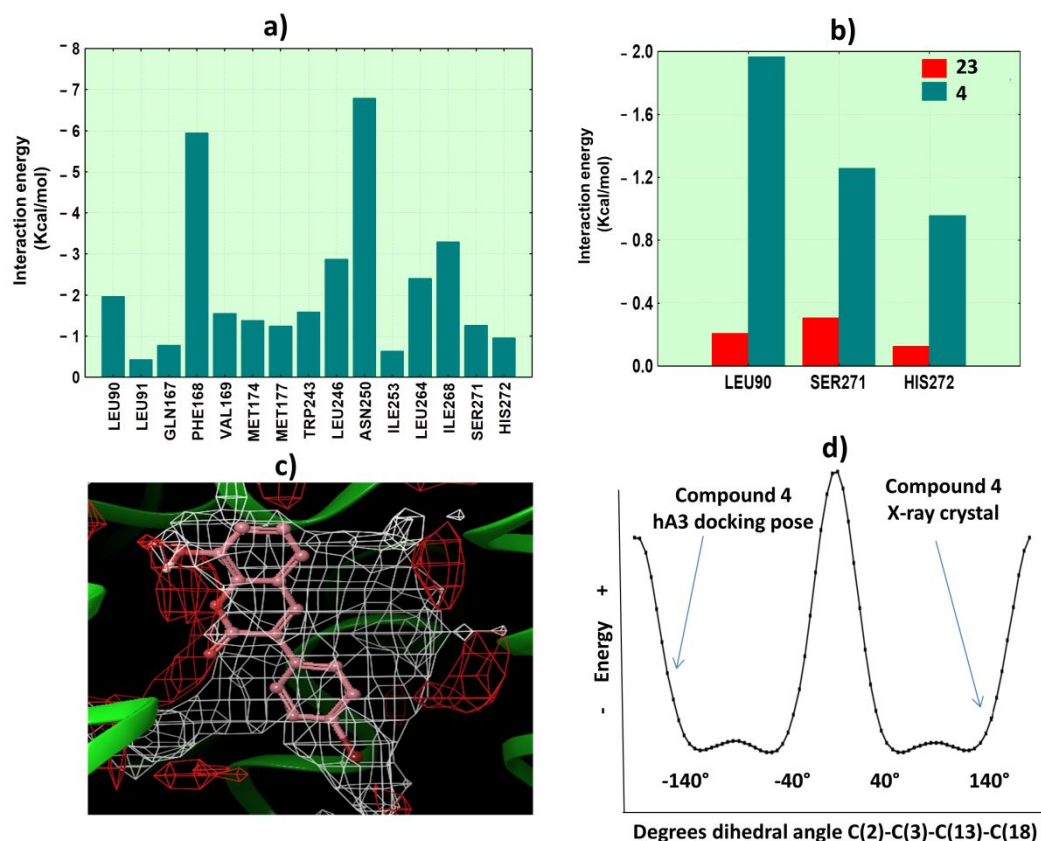 a)
Interaction energy
(Kcal/mol)
– 8
– 7
– 6
– 5
– 4
– 3
– 2
– 1
0
LEU90
LEU91
GLN167
PHE168
VAL169
MET174
MET177
TRP243
LEU246
ASN250
ILE253
LEU264
ILE268
SER271
HIS272
b)
Interaction energy
(Kcal/mol)
– 2.0
– 1.6
– 1.2
– 0.8
– 0.4
0.0
23
4
LEU90 SER271 HIS272
c)
d)
Compound 4
hA3 docking pose
Compound 4
X-ray crystal
- Energy +
-140° -40° 40° 140°
Degrees dihedral angle C(2)-C(3)-C(13)-C(18)